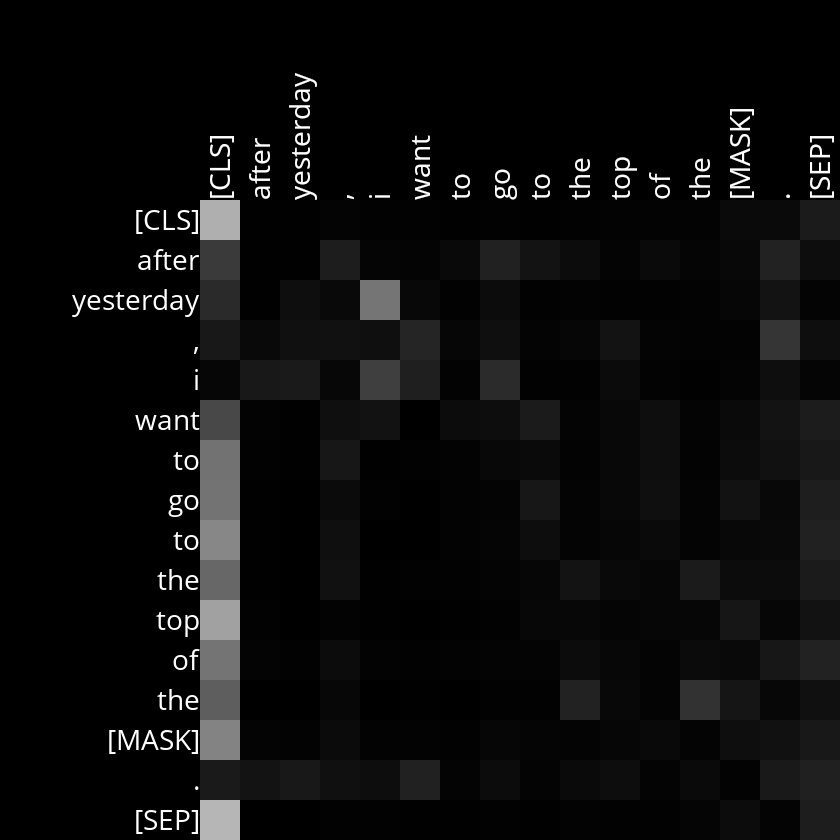 [CLS] after yesterday , i want to go to the top of the [MASK] . [SEP]
[CLS]
after
yesterday
,
i
want
to
go
to
the
top
of
the
[MASK]
.
[SEP]